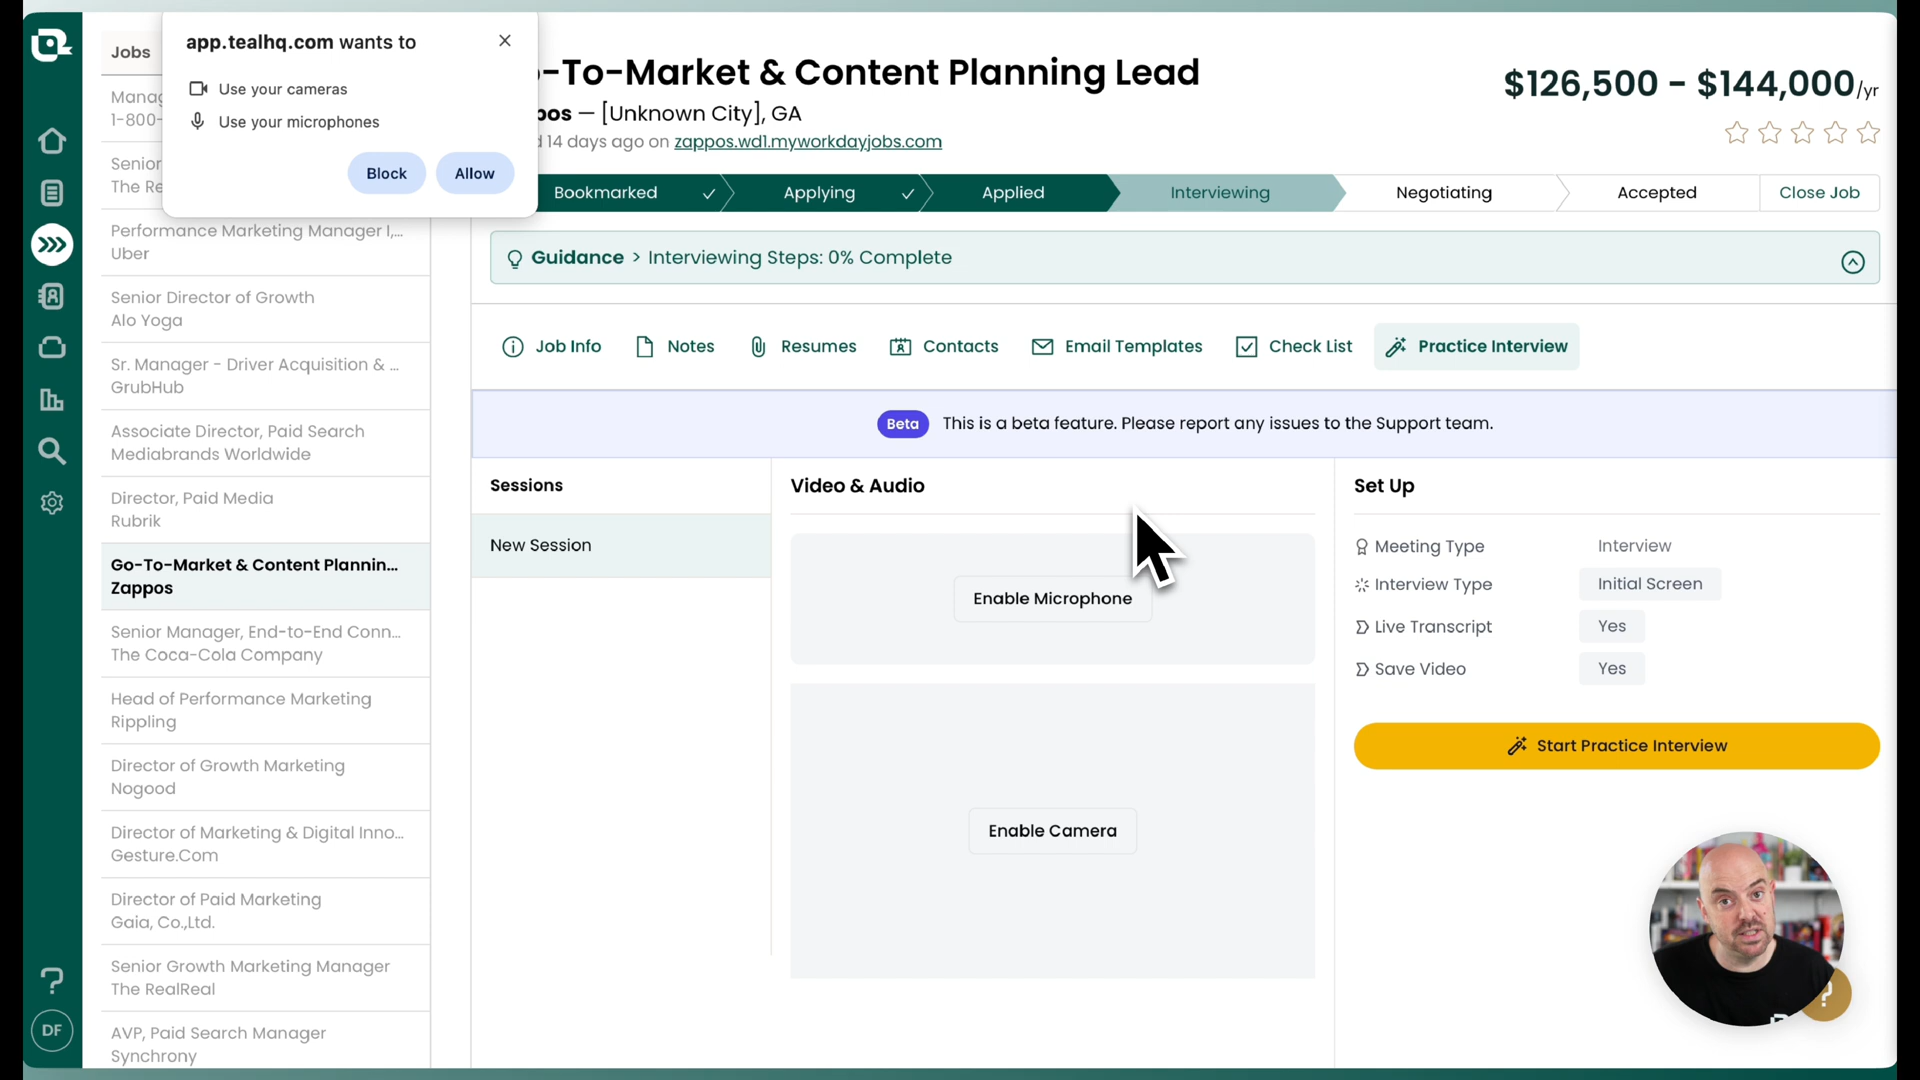 app.tealhq.com wants to
Use your cameras
Use your microphones
Block
Allow
Jobs
1-800-
Senior
Performance Marketing Manager I,...
Uber
Senior Director of Growth
Alo Yoga
Sr. Manager - Driver Acquisition & ...
GrubHub
Associate Director, Paid Search
Mediabrands Worldwide
Director, Paid Media
Rubrik
Go-To-Market & Content Plannin...
Zappos
Senior Manager, End-to-End Conn...
The Coca-Cola Company
Head of Performance Marketing
Rippling
Director of Growth Marketing
Nogood
Director of Marketing & Digital Inno...
Gesture.Com
Director of Paid Marketing
Gaia, Co.,Ltd.
Senior Growth Marketing Manager
The RealReal
AVP, Paid Search Manager
Synchrony
DF
-To-Market & Content Planning Lead
$126,500 - $144,000/yr
pos — [Unknown City], GA
14 days ago on zappos.wd1.myworkdayjobs.com
Bookmarked
Applying
Applied
Interviewing
Negotiating
Accepted
Close Job
Guidance > Interviewing Steps: 0% Complete
Job Info
Notes
Resumes
Contacts
Email Templates
Check List
Practice Interview
Beta This is a beta feature. Please report any issues to the Support team.
Sessions
New Session
Video & Audio
Enable Microphone
Enable Camera
Set Up
Meeting Type Interview
Interview Type Initial Screen
Live Transcript Yes
Save Video Yes
Start Practice Interview